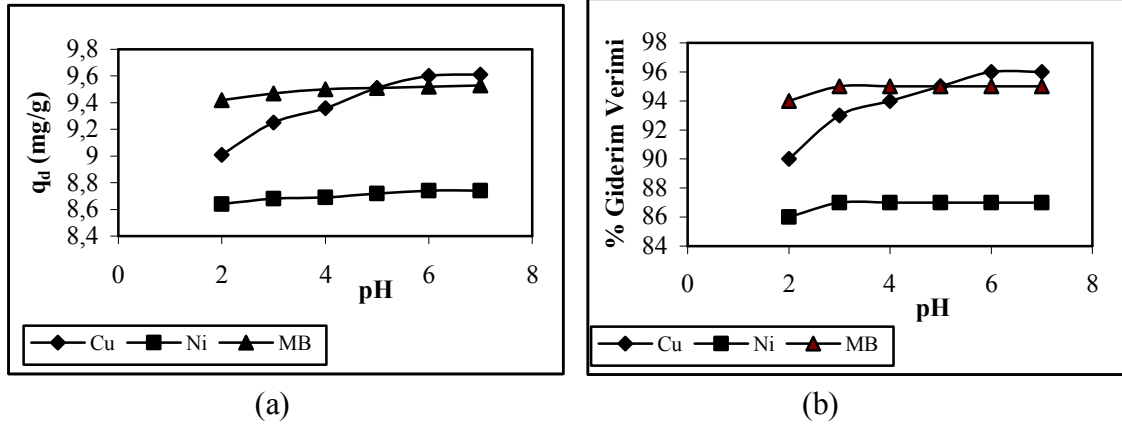 9,8
9,6
9,4
9,2
9
8,8
8,6
8,4
q_d (mg/g)
0 2 4 6 8
pH
Cu Ni MB
(a)
98
96
94
92
90
88
86
84
% Giderim Verimi
0 2 4 6 8
pH
Cu Ni MB
(b)